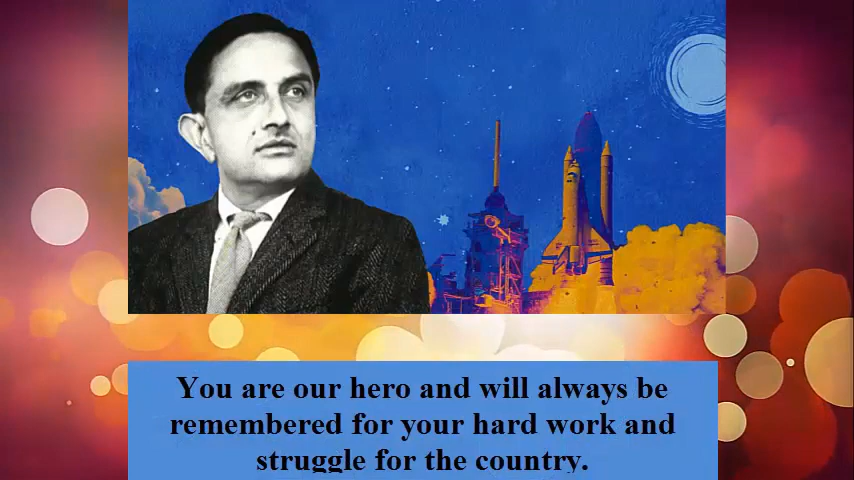 You are our hero and will always be
remembered for your hard work and
struggle for the country.